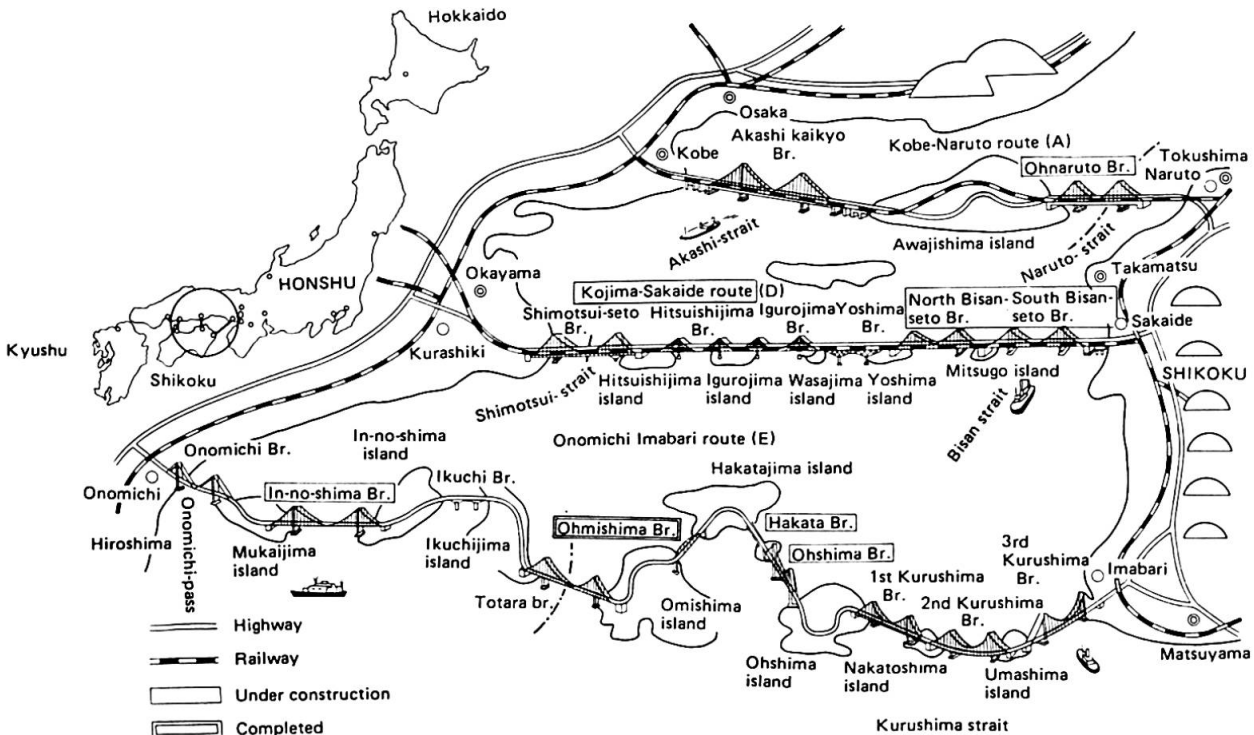 Hokkaido
HONSHU
Kyushu
Shikoku
Osaka
Kobe
Akashi kaikyo
Br.
Kobe-Naruto route (A)
Ohnaruto Br.
Tokushima
Naruto
Akashi-strait
Awajishima island
Naruto- strait
Okayama
Takamatsu
Kojima-Sakaide route (D)
Shimotsui-seto
Br.
Hitsuishijima
Br.
Igurojima
Br.
Yoshima
Br.
North Bisan-
seto Br.
South Bisan-
seto Br.
Sakaide
Kurashiki
Shimotsui- strait
Hitsuishijima
island
Igurojima
island
Wasajima
island
Yoshima
island
Mitsugo island
Bisan strait
SHIKOKU
Onomichi Imabari route (E)
Onomichi Br.
In-no-shima
island
Ikuchi Br.
Hakatajima island
Onomichi
In-no-shima Br.
Hiroshima
Onomichi-pass
Mukaijima
island
Ikuchijima
island
Ohmishima Br.
Hakata Br.
Ohshima Br.
3rd
Kurushima
Br.
Imabari
1st Kurushima
Br.
2nd Kurushima
Br.
Totara br.
Omishima
island
Ohshima
island
Nakatoshima
island
Umashima
island
Matsuyama
Kurushima strait
Highway
Railway
Under construction
Completed